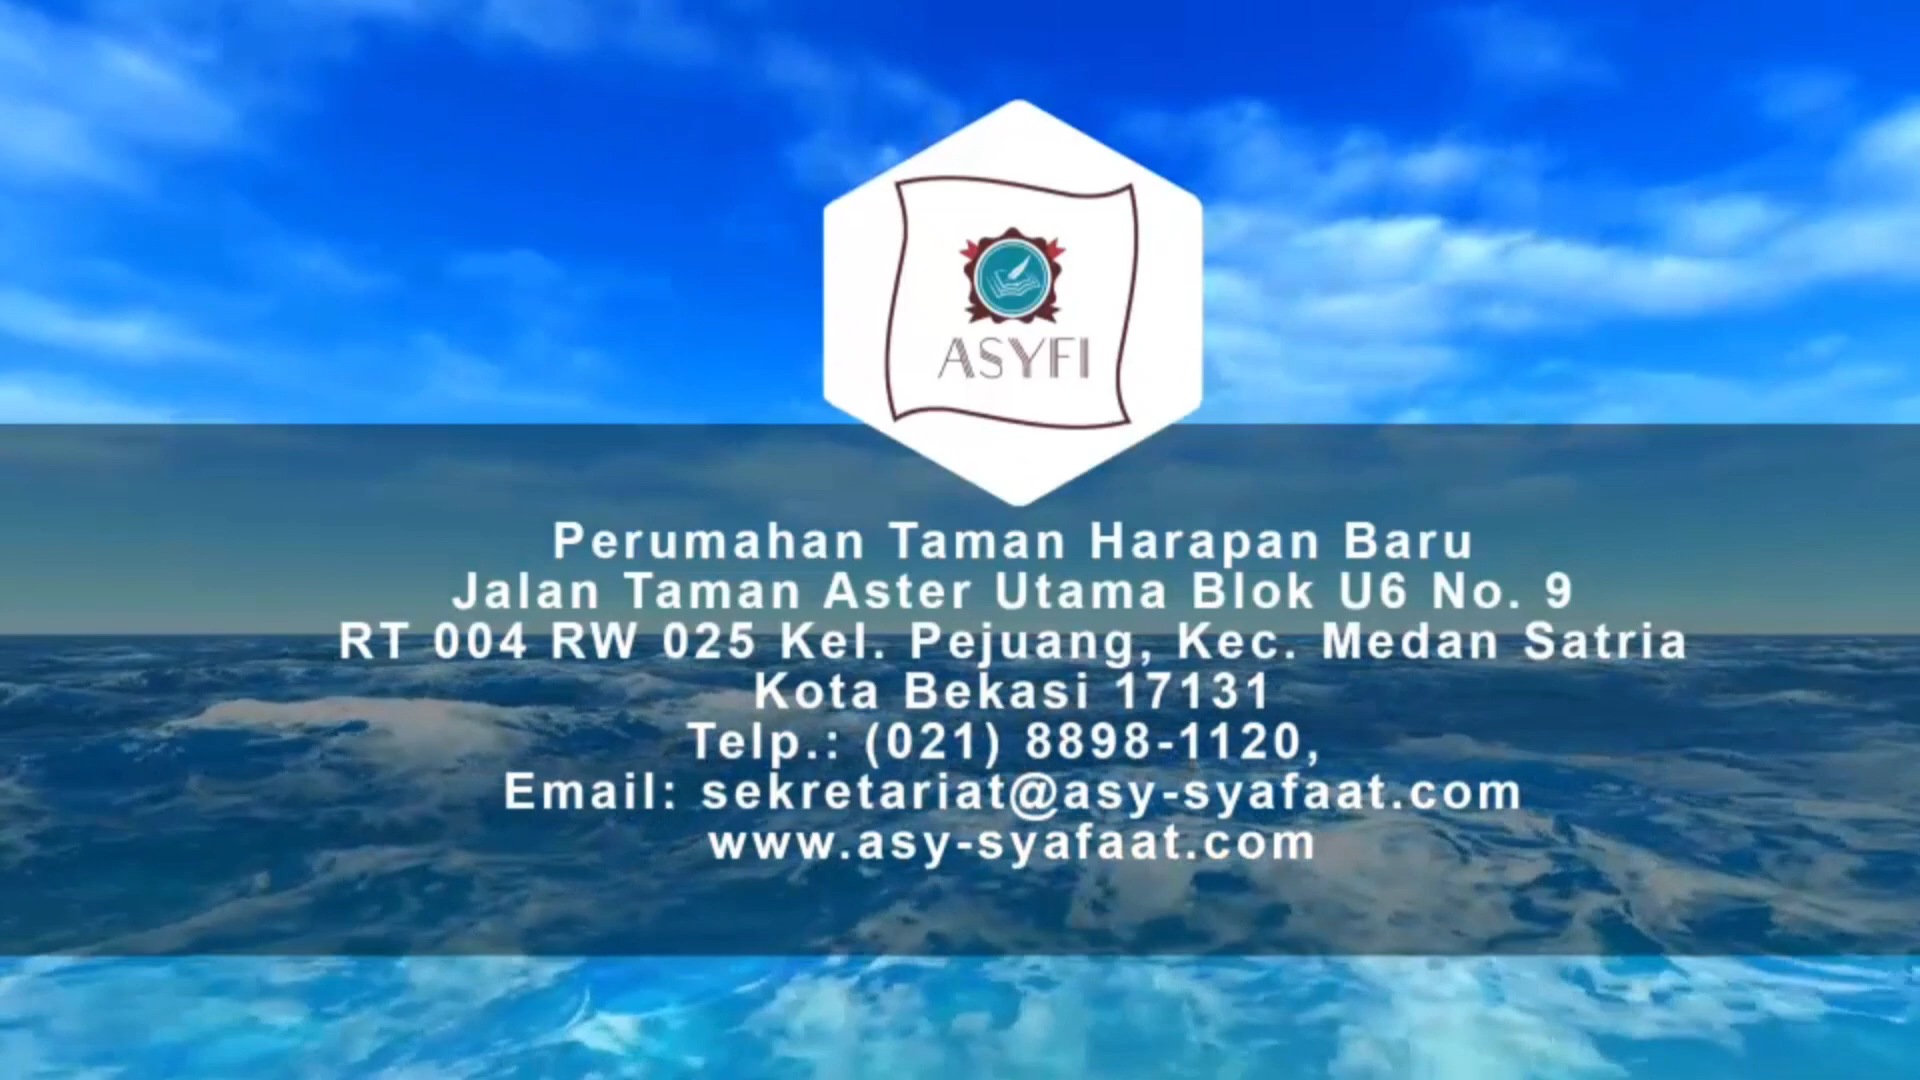 ASYFI
Perumahan Taman Harapan Baru
Jalan Taman Aster Utama Blok U6 No. 9
RT 004 RW 025 Kel. Pejuang, Kec. Medan Satria
Kota Bekasi 17131
Telp.: (021) 8898-1120,
Email: sekretariat@asy-syafaat.com
www.asy-syafaat.com